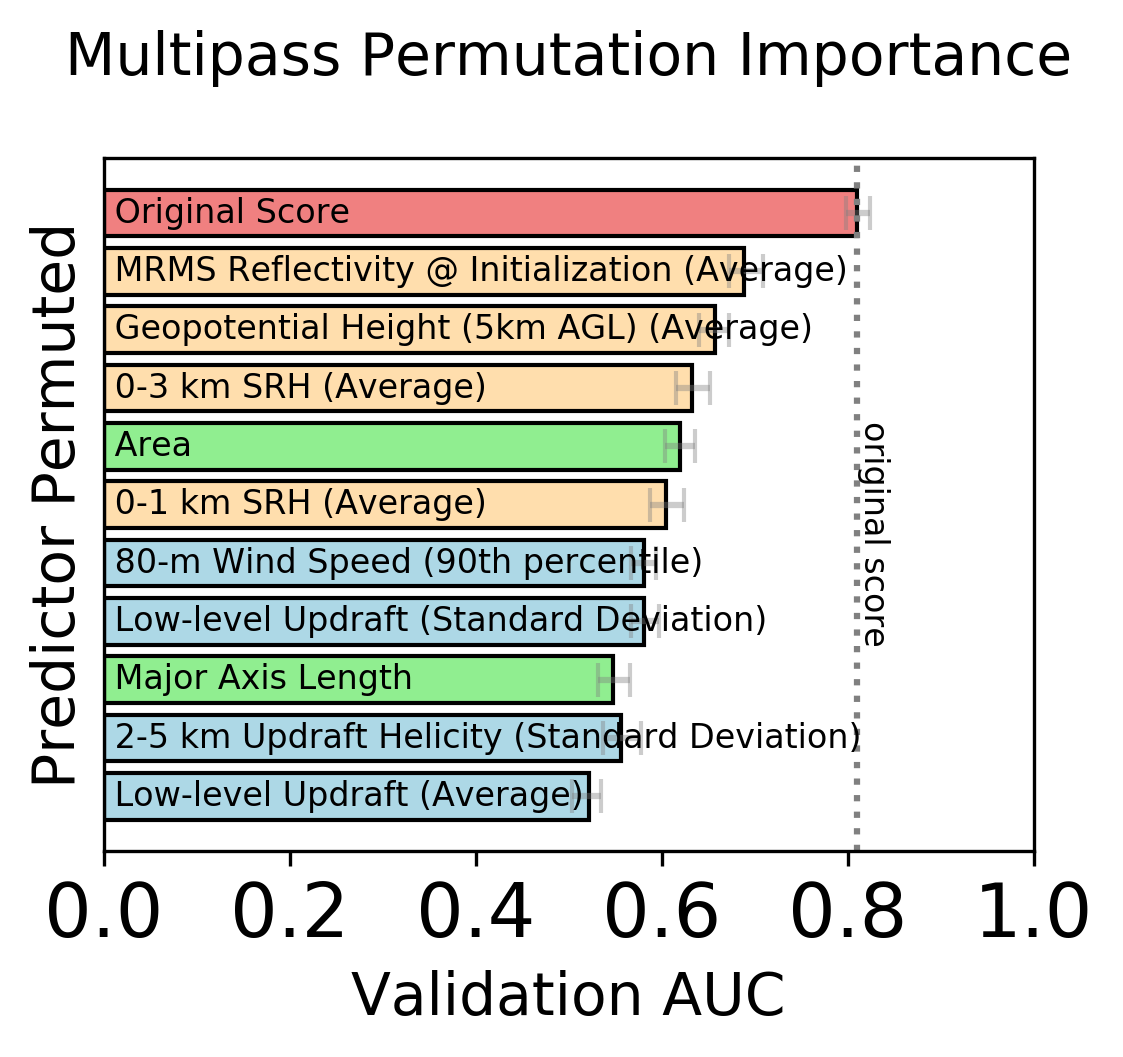 Multipass Permutation Importance
Predictor Permuted
Original Score
MRMS Reflectivity @ Initialization (Average)
Geopotential Height (5km AGL) (Average)
0-3 km SRH (Average)
Area
0-1 km SRH (Average)
80-m Wind Speed (90th percentile)
Low-level Updraft (Standard Deviation)
Major Axis Length
2-5 km Updraft Helicity (Standard Deviation)
Low-level Updraft (Average)
original score
0.0 0.2 0.4 0.6 0.8 1.0
Validation AUC